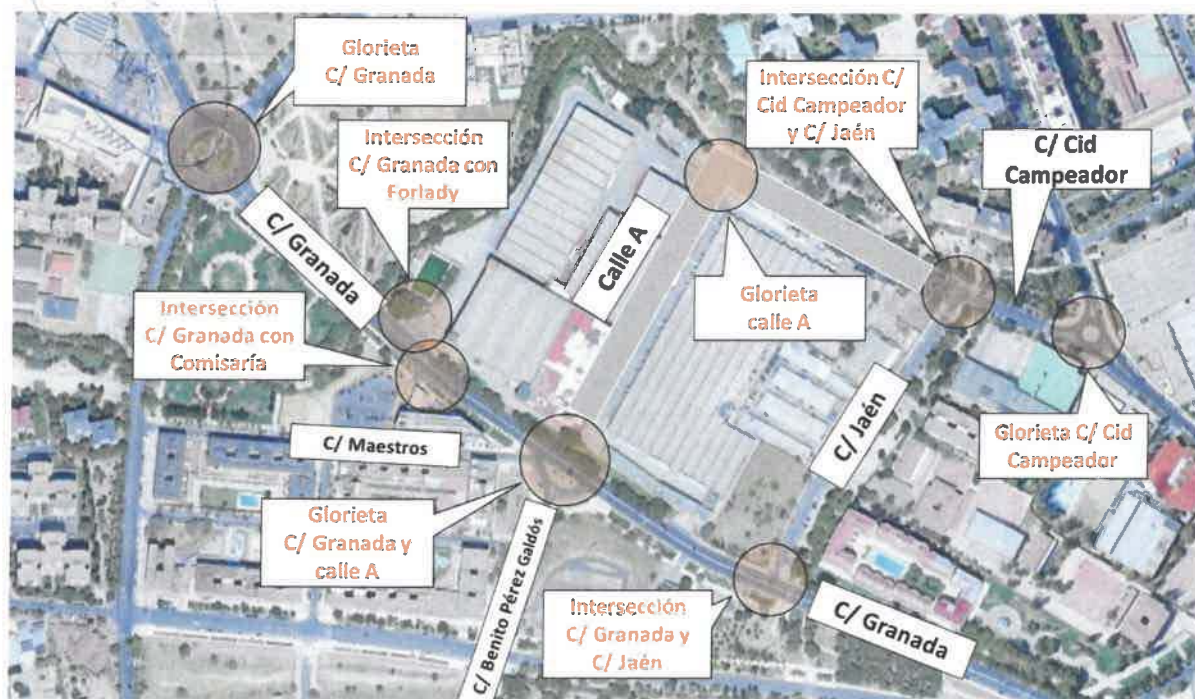 Glorieta
C/ Granada
Intersección
C/ Granada con
Forlady
Intersección C/
Cid Campeador
y C/ Jaén
C/ Cid
Campeador
C/ Granada
Calle A
Intersección
C/ Granada con
Comisaría
Glorieta
calle A
C/ Maestros
C/ Jaén
Glorieta C/ Cid
Campeador
Glorieta
C/ Granada y
calle A
C/ Benito Pérez Galdós
Intersección
C/ Granada y
C/ Jaén
C/ Granada